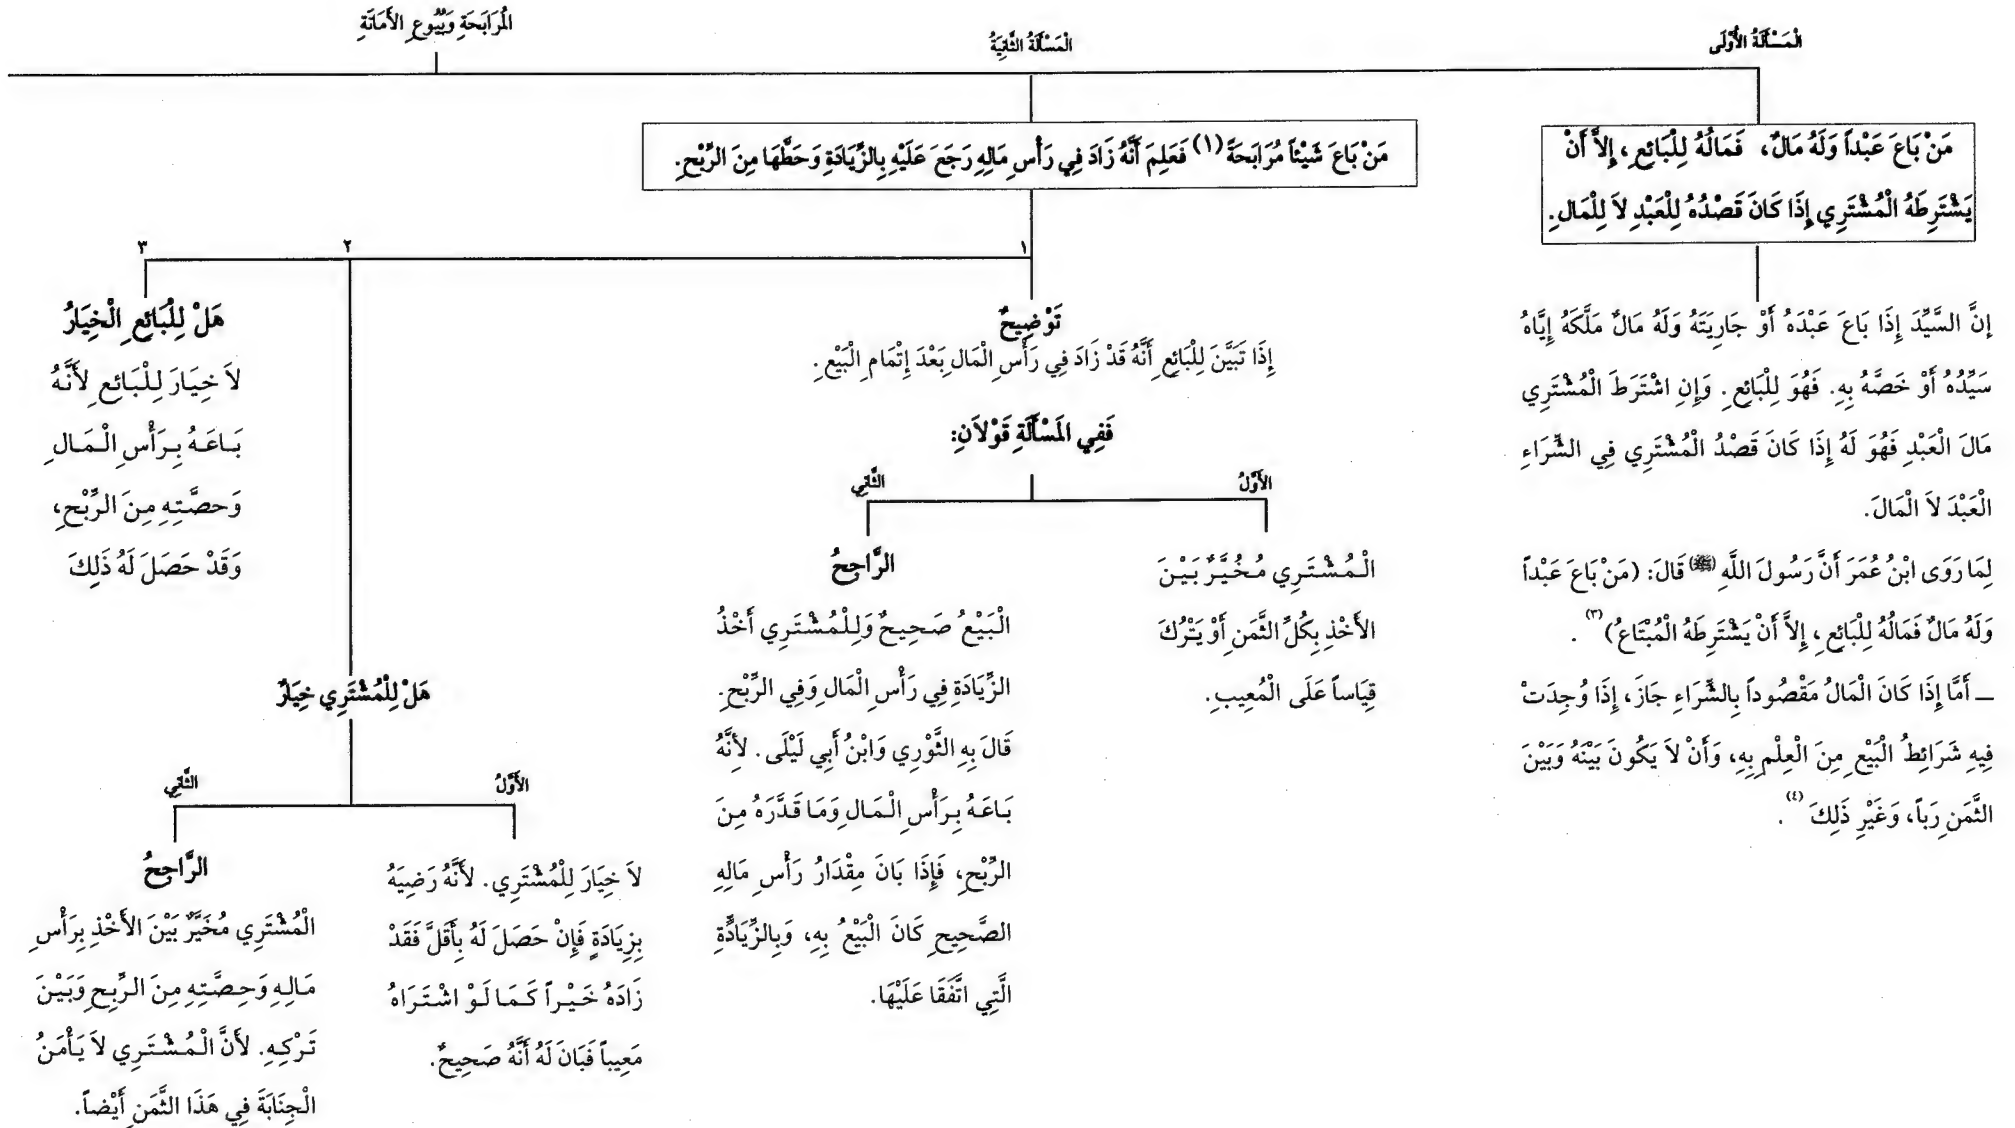 الْمُرَابَحَةِ وَبُيُوعِ الأَمَانَةِ
الْمَسْأَلَةُ الأُوْلَى
مَنْ بَاعَ عَبْداً وَلَهُ مَالٌ، فَمَالُهُ لِلْبَائِعِ، إِلاَّ أَنْ
يَشْتَرِطَهُ الْمُشْتَرِي إِذَا كَانَ قَصْدُهُ لِلْعَبْدِ لاَ لِلْمَالِ.
إِنَّ السَّيِّدَ إِذَا بَاعَ عَبْدَهُ أَوْ جَارِيَتَهُ وَلَهُ مَالٌ مَلَّكَهُ إِيَّاهُ
سَيِّدُهُ أَوْ خَصَّهُ بِهِ. فَهُوَ لِلْبَائِعِ. وَإِنِ اشْتَرَطَ الْمُشْتَرِي
مَالَ الْعَبْدِ فَهُوَ لَهُ إِذَا كَانَ قَصْدُ الْمُشْتَرِي فِي الشِّرَاءِ
الْعَبْدَ لاَ الْمَالَ.
لِمَا رَوَى ابْنُ عُمَرَ أَنَّ رَسُولَ اللَّهِ (ﷺ) قَالَ: (مَنْ بَاعَ عَبْداً
وَلَهُ مَالٌ فَمَالُهُ لِلْبَائِعِ، إِلاَّ أَنْ يَشْتَرِطَهُ الْمُبْتَاعُ) (٣).
ـ أَمَّا إِذَا كَانَ الْمَالُ مَقْصُوداً بِالشِّرَاءِ جَازَ، إِذَا وُجِدَتْ
فِيهِ شَرَائِطُ الْبَيْعِ مِنَ الْعِلْمِ بِهِ، وَأَنْ لاَ يَكُونَ بَيْنَهُ وَبَيْنَ
الثَّمَنِ رَباً، وَغَيْرِ ذَلِكَ (٤).
الْمَسْأَلَةُ الثَّانِيَةُ
مَنْ بَاعَ شَيْئاً مُرَابَحَةً (١) فَعَلِمَ أَنَّهُ زَادَ فِي رَأْسِ مَالِهِ رَجَعَ عَلَيْهِ بِالزِّيَادَةِ وَحَطَّهَا مِنَ الرِّبْحِ.
١
تَوْضِيحٌ
إِذَا تَبَيَّنَ لِلْبَائِعِ أَنَّهُ قَدْ زَادَ فِي رَأْسِ الْمَالِ بَعْدَ إِتْمَامِ الْبَيْعِ.
فَفِي الْمَسْأَلَةِ قَوْلاَنِ:
الأَوَّلُ
الْمُشْتَرِي مُخُيَّرٌ بَيْنَ
الأَخْذِ بِكُلِّ الثَّمَنِ أَوْ يَتْرُكَ
قِيَاساً عَلَى الْمُعِيبِ.
الثَّانِي
الرَّاجِحُ
الْبَيْعُ صَحِيحٌ وَلِلْمُشْتَرِي أَخْذُ
الزِّيَادَةِ فِي رَأْسِ الْمَالِ وَفِي الرِّبْحِ.
قَالَ بِهِ الثَّوْرِي وَابْنُ أَبِي لَيْلَى. لأَنَّهُ
بَاعَهُ بِرَأْسِ الْمَالِ وَمَا قَدَّرَهُ مِنَ
الرِّبْحِ، فَإِذَا بَانَ مِقْدَارُ رَأْسِ مَالِهِ
الصَّحِيحِ كَانَ الْبَيْعُ بِهِ، وَبِالزِّيَادَّةِ
الَّتِي اتَّفَقَا عَلَيْهَا.
٢
هَلْ لِلْمُشْتَرِي خِيَارٌ
الأَوَّلُ
لاَ خِيَارَ لِلْمُشْتَرِي. لأَنَّهُ رَضِيَهُ
بِزِيَادَةٍ فَإِنْ حَصَلَ لَهُ بِأَقَلَّ فَقَدْ
زَادَهُ خَيْراً كَمَا لَوْ اشْتَرَاهُ
مَعِيباً فَبَانَ لَهُ أَنَّهُ صَحِيحٌ.
الثَّانِي
الرَّاجِحُ
الْمُشْتَرِي مُخَيَّرٌ بَيْنَ الأَخْذِ بِرَأْسِ
مَالِهِ وَحِصَّتِهِ مِنَ الرِّبِحِ وَبَيْنَ
تَرْكِهِ. لأَنَّ الْمُشْتَرِي لاَ يَأْمَنُ
الْجِنَابَةَ فِي هَذَا الثَّمَنِ أَيْضاً.
٣
هَلْ لِلْبَائِعِ الْخِيَارُ
لاَ خِيَارَ لِلْبَائِعِ لأَنَّهُ
بَاعَهُ بِرَأْسِ الْمَالِ
وَحصَّتِهِ مِنَ الرِّبْحِ،
وَقَدْ حَصَلَ لَهُ ذَلِكَ